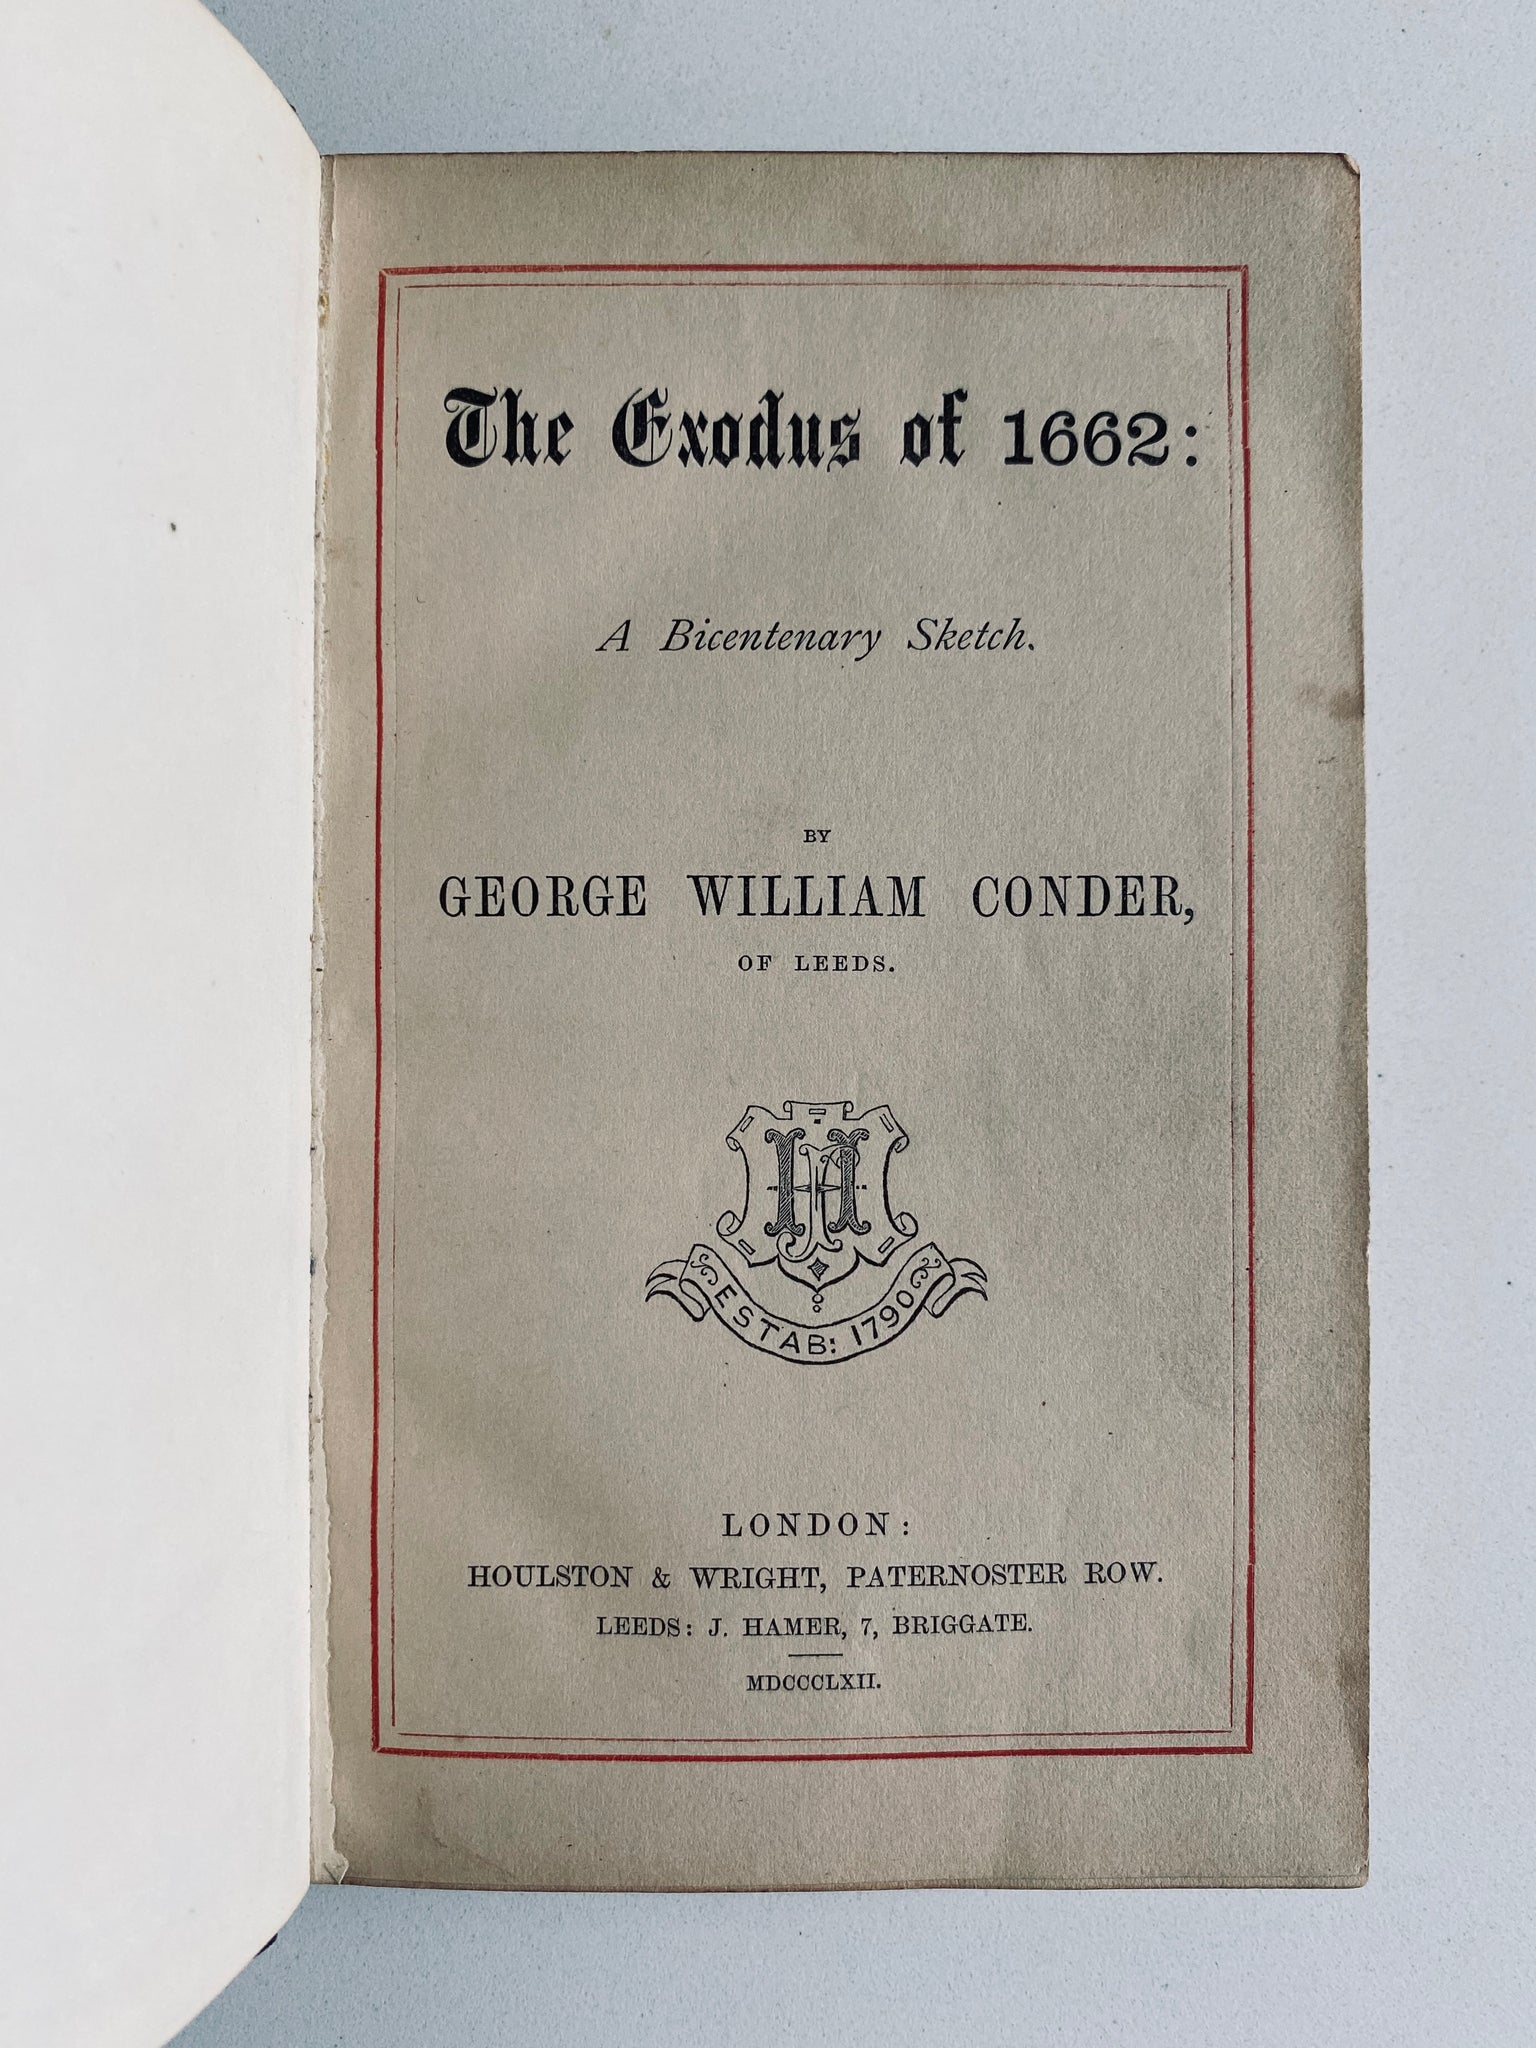 The Exodus of 1662:
A Bicentenary Sketch.
BY
GEORGE WILLIAM CONDER,
OF LEEDS.
ESTAB: 1790
LONDON:
HOULSTON & WRIGHT, PATERNOSTER ROW.
LEEDS: J. HAMER, 7, BRIGGATE.
MDCCCLXII.